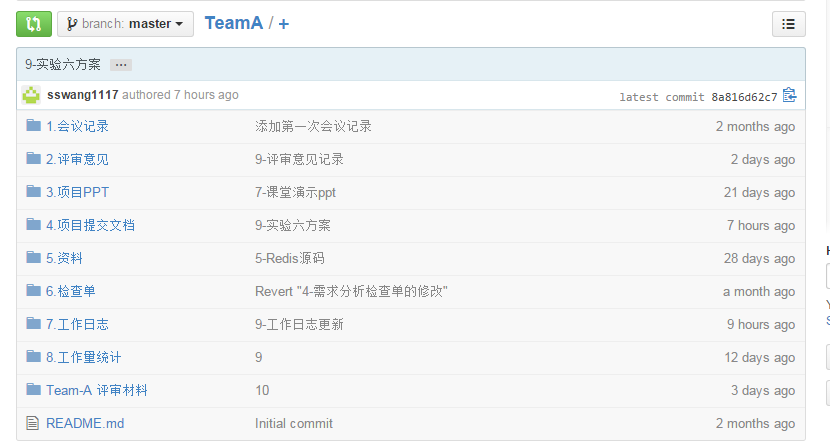 branch: master TeamA / +
9-实验六方案 ...
sswang1117 authored 7 hours ago latest commit 8a816d62c7
1.会议记录 添加第一次会议记录 2 months ago
2.评审意见 9-评审意见记录 2 days ago
3.项目PPT 7-课堂演示ppt 21 days ago
4.项目提交文档 9-实验六方案 7 hours ago
5.资料 5-Redis源码 28 days ago
6.检查单 Revert "4-需求分析检查单的修改" a month ago
7.工作日志 9-工作日志更新 9 hours ago
8.工作量统计 9 12 days ago
Team-A 评审材料 10 3 days ago
README.md Initial commit 2 months ago